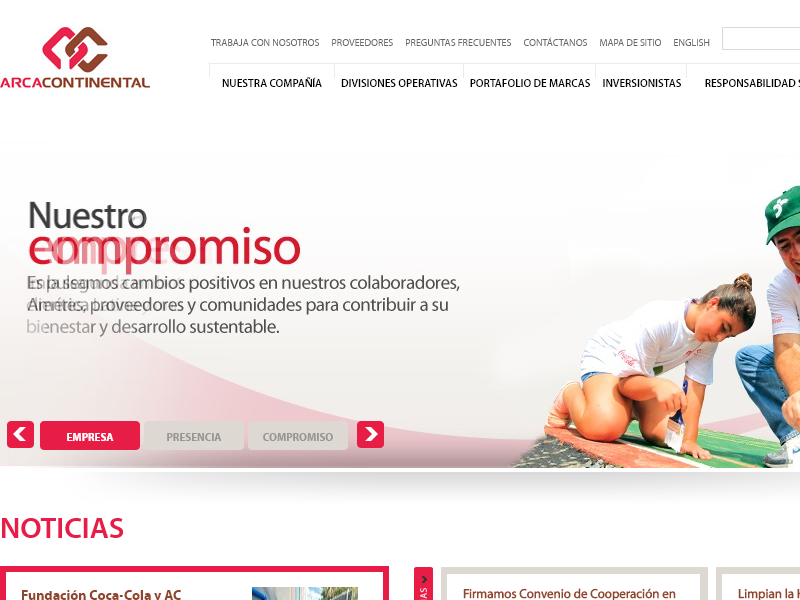 ARCACONTINENTAL
TRABAJA CON NOSOTROS PROVEEDORES PREGUNTAS FRECUENTES CONTÁCTANOS MAPA DE SITIO ENGLISH
NUESTRA COMPAÑÍA DIVISIONES OPERATIVAS PORTAFOLIO DE MARCAS INVERSIONISTAS RESPONSABILIDAD
Nuestro
compromiso
cambios positivos en nuestros colaboradores,
proveedores y comunidades para contribuir a su
bienestar y desarrollo sustentable.
EMPRESA PRESENCIA COMPROMISO
NOTICIAS
Fundación Coca-Cola y AC
Firmamos Convenio de Cooperación en
Limpian la